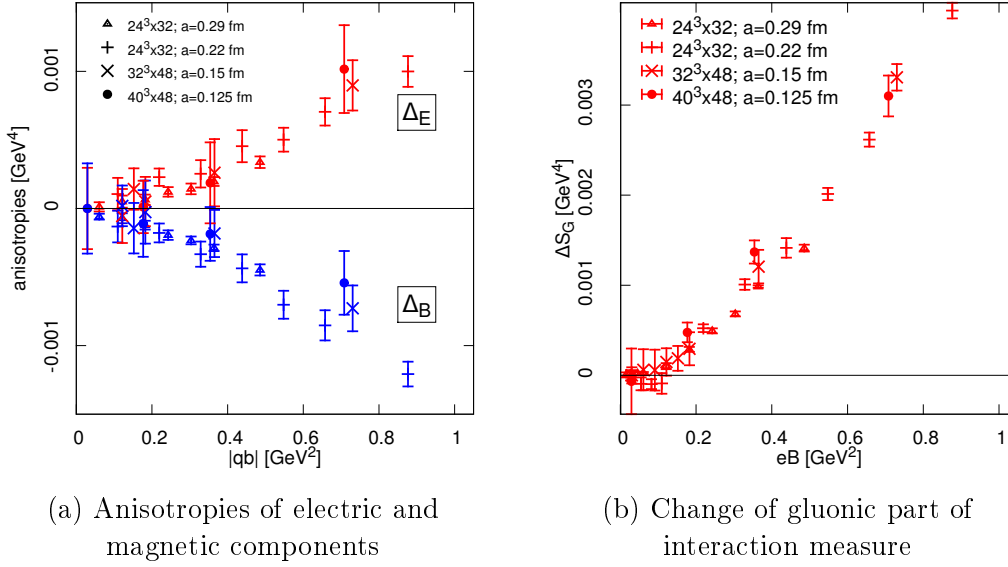 24³x32; a=0.29 fm
24³x32; a=0.22 fm
32³x48; a=0.15 fm
40³x48; a=0.125 fm
anisotropies [GeV⁴]
0.001
0
-0.001
Δ_E
Δ_B
0 0.2 0.4 0.6 0.8 1
|qb| [GeV²]
(a) Anisotropies of electric and
magnetic components
24³x32; a=0.29 fm
24³x32; a=0.22 fm
32³x48; a=0.15 fm
40³x48; a=0.125 fm
ΔS_G [GeV⁴]
0.003
0.002
0.001
0
0 0.2 0.4 0.6 0.8 1
eB [GeV²]
(b) Change of gluonic part of
interaction measure